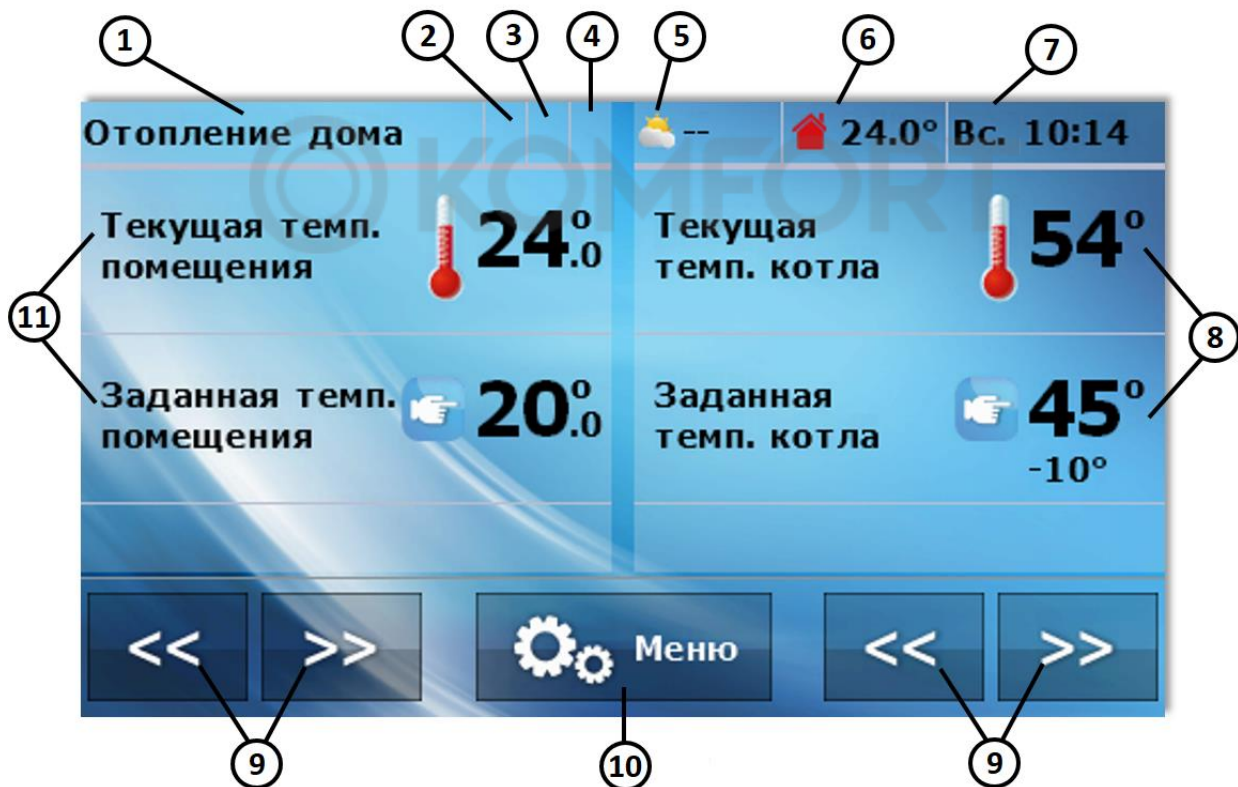 1
2
3
4
5
6
7
Отопление дома
--
24.0°
Вс. 10:14
KOMFORT
Текущая темп.
помещения
24.0°
Текущая
темп. котла
54°
11
8
Заданная темп.
помещения
20.0°
Заданная
темп. котла
45°
-10°
<<
>>
Меню
<<
>>
9
10
9